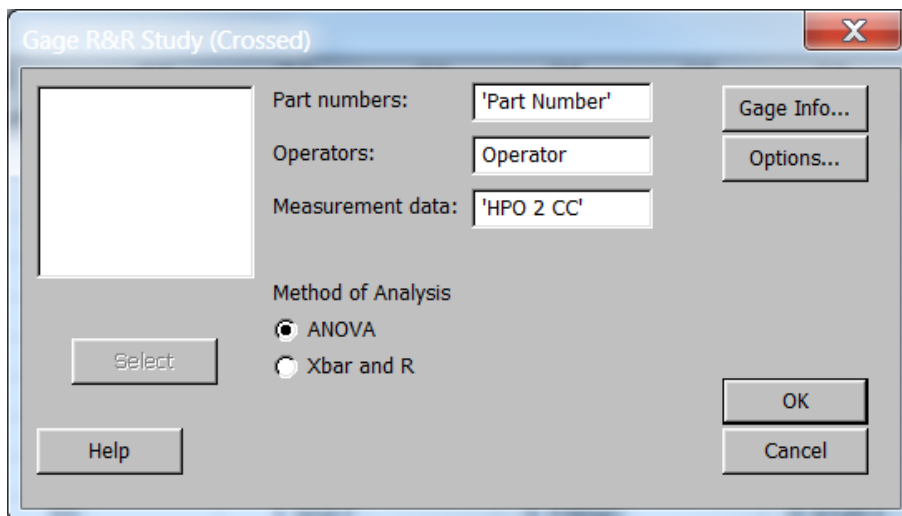 Gage R&R Study (Crossed)
X
Part numbers: 'Part Number' Gage Info...
Operators: Operator Options...
Measurement data: 'HPO 2 CC'
Method of Analysis
ANOVA
Xbar and R
Select
OK
Help Cancel